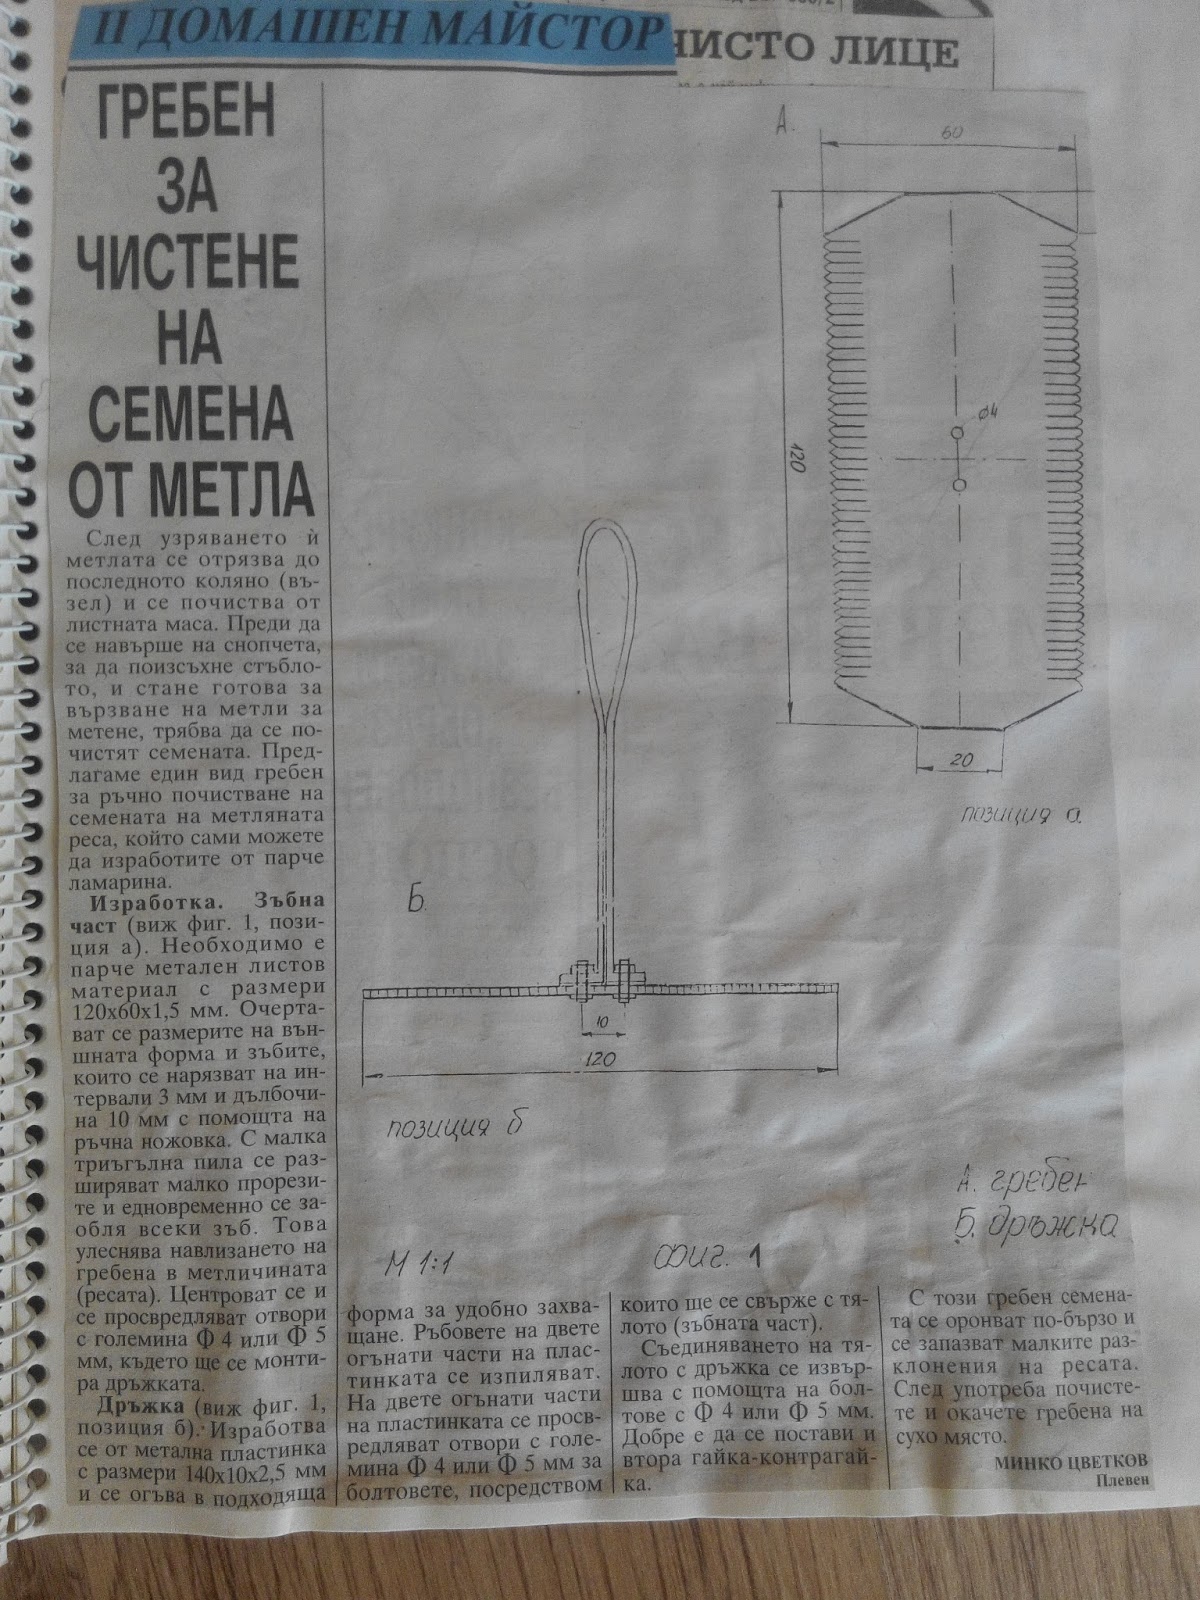 II ДОМАШЕН МАЙСТОР
ЧИСТО ЛИЦЕ
ГРЕБЕН
ЗА
ЧИСТЕНЕ
НА
СЕМЕНА
ОТ МЕТЛА
След узряването ѝ
метлата се отрязва до
последното коляно (въ-
зел) и се почиства от
листната маса. Преди да
се навърше на снопчета,
за да поизсъхне стъбло-
то, и стане готова за
вързване на метли за
метене, трябва да се по-
чистят семената. Пред-
лагаме един вид гребен
за ръчно почистване на
семената на метляната
реса, който сами можете
да изработите от парче
ламарина.
Изработка. Зъбна
част (виж фиг. 1, пози-
ция а). Необходимо е
парче метален листов
материал с размери
120х60х1,5 мм. Очерта-
ват се размерите на вън-
шната форма и зъбите,
които се нарязват на ин-
тервали 3 мм и дълбочи-
на 10 мм с помощта на
ръчна ножовка. С малка
триъгълна пила се раз-
ширяват малко прорези-
те и едновременно се за-
обля всеки зъб. Това
улеснява навлизането на
гребена в метличината
(ресата). Центроват се и
се просвредляват отвори
с големина Ф 4 или Ф 5
мм, където ще се монти-
ра дръжката.
Дръжка (виж фиг. 1,
позиция б). Изработва
се от метална пластинка
с размери 140х10х2,5 мм
и се огъва в подходяща
А.
60
120
ф4
20
позиция а.
Б.
10
120
позиция б
А. гребен
Б. дръжка
М 1:1
Фиг. 1
форма за удобно захва-
щане. Ръбовете на двете
огънати части на плас-
тинката се изпиляват.
На двете огънати части
на пластинката се просв-
редляват отвори с голе-
мина Ф 4 или Ф 5 мм за
болтовете, посредством
които ще се свърже с тя-
лото (зъбната част).
Съединяването на тя-
лото с дръжка се извър-
шва с помощта на бол-
тове с Ф 4 или Ф 5 мм.
Добре е да се постави и
втора гайка-контрагай-
ка.
С този гребен семена-
та се оронват по-бързо и
се запазват малките раз-
клонения на ресата.
След употреба почисте-
те и окачете гребена на
сухо място.
МИНКО ЦВЕТКОВ
Плевен